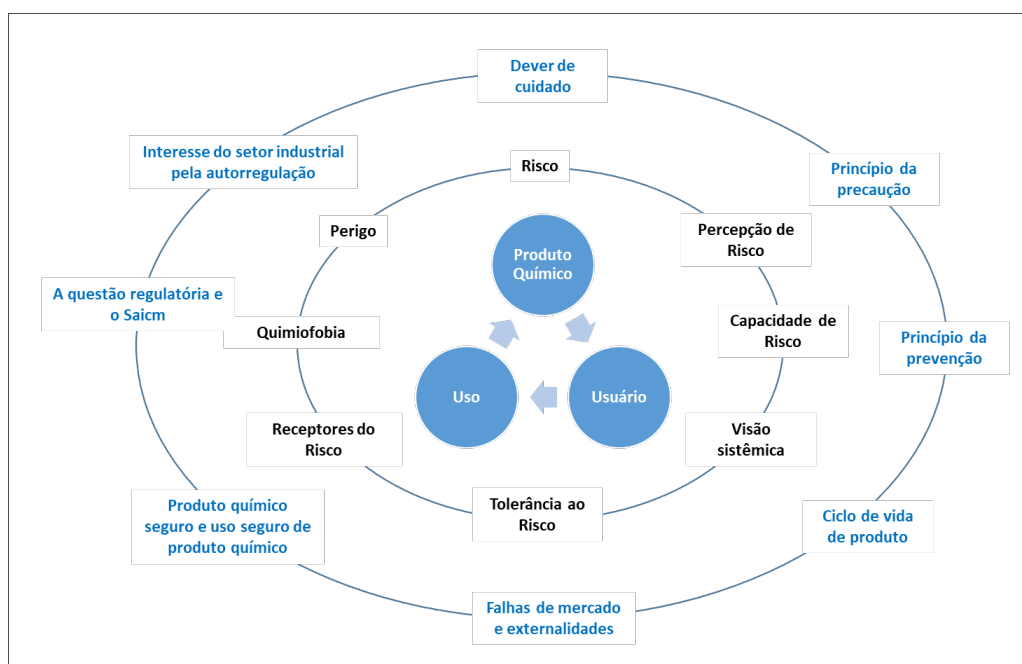 Dever de
cuidado
Interesse do setor industrial
pela autorregulação
Risco
Princípio da
precaução
Perigo
Percepção de
Risco
Produto
Químico
A questão regulatória e
o Saicm
Quimiofobia
Capacidade de
Risco
Princípio da
prevenção
Uso
Usuário
Receptores do
Risco
Visão
sistêmica
Produto químico
seguro e uso seguro de
produto químico
Tolerância ao
Risco
Ciclo de vida
de produto
Falhas de mercado
e externalidades